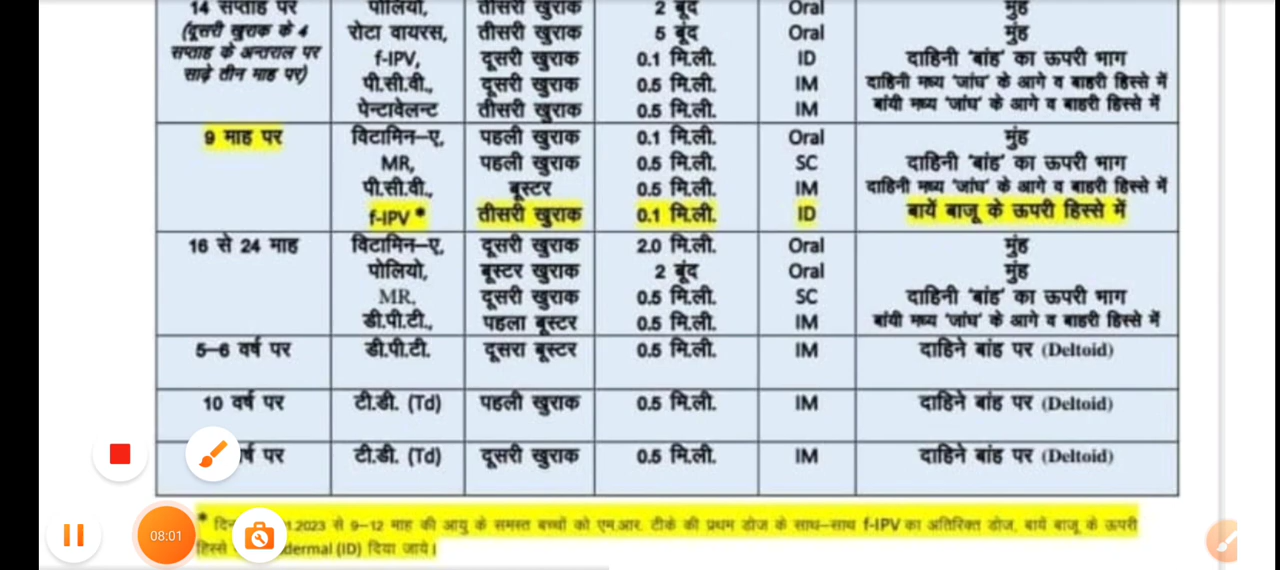 14 सप्ताह पर पोलियो, तीसरी खुराक 2 बूंद Oral मुंह
(दूसरी खुराक के 4 रोटा वायरस, तीसरी खुराक 5 बूंद Oral मुंह
सप्ताह के अन्तराल पर f-IPV, दूसरी खुराक 0.1 मि.ली. ID दाहिनी 'बांह' का ऊपरी भाग
साढ़े तीन माह पर) पी.सी.वी., दूसरी खुराक 0.5 मि.ली. IM दाहिनी मध्य 'जांघ' के आगे व बाहरी हिस्से में
पेन्टावेलन्ट तीसरी खुराक 0.5 मि.ली. IM बांयी मध्य 'जांघ' के आगे व बाहरी हिस्से में
9 माह पर विटामिन–ए, पहली खुराक 0.1 मि.ली. Oral मुंह
MR, पहली खुराक 0.5 मि.ली. SC दाहिनी 'बांह' का ऊपरी भाग
पी.सी.वी., बूस्टर 0.5 मि.ली. IM दाहिनी मध्य 'जांघ' के आगे व बाहरी हिस्से में
f-IPV * तीसरी खुराक 0.1 मि.ली. ID बायें बाजू के ऊपरी हिस्से में
16 से 24 माह विटामिन–ए, दूसरी खुराक 2.0 मि.ली. Oral मुंह
पोलियो, बूस्टर खुराक 2 बूंद Oral मुंह
MR, दूसरी खुराक 0.5 मि.ली. SC दाहिनी 'बांह' का ऊपरी भाग
डी.पी.टी., पहला बूस्टर 0.5 मि.ली. IM बांयी मध्य 'जांघ' के आगे व बाहरी हिस्से में
5–6 वर्ष पर डी.पी.टी. दूसरा बूस्टर 0.5 मि.ली. IM दाहिने बांह पर (Deltoid)
10 वर्ष पर टी.डी. (Td) पहली खुराक 0.5 मि.ली. IM दाहिने बांह पर (Deltoid)
पर टी.डी. (Td) दूसरी खुराक 0.5 मि.ली. IM दाहिने बांह पर (Deltoid)
* 2023 से 9–12 माह की आयु के समस्त बच्चों को एम.आर. टीके की प्रथम डोज के साथ–साथ f-IPV का अतिरिक्त डोज, बायें बाजू के ऊपरी
हिस्से (ID) दिया जाये।
08:01